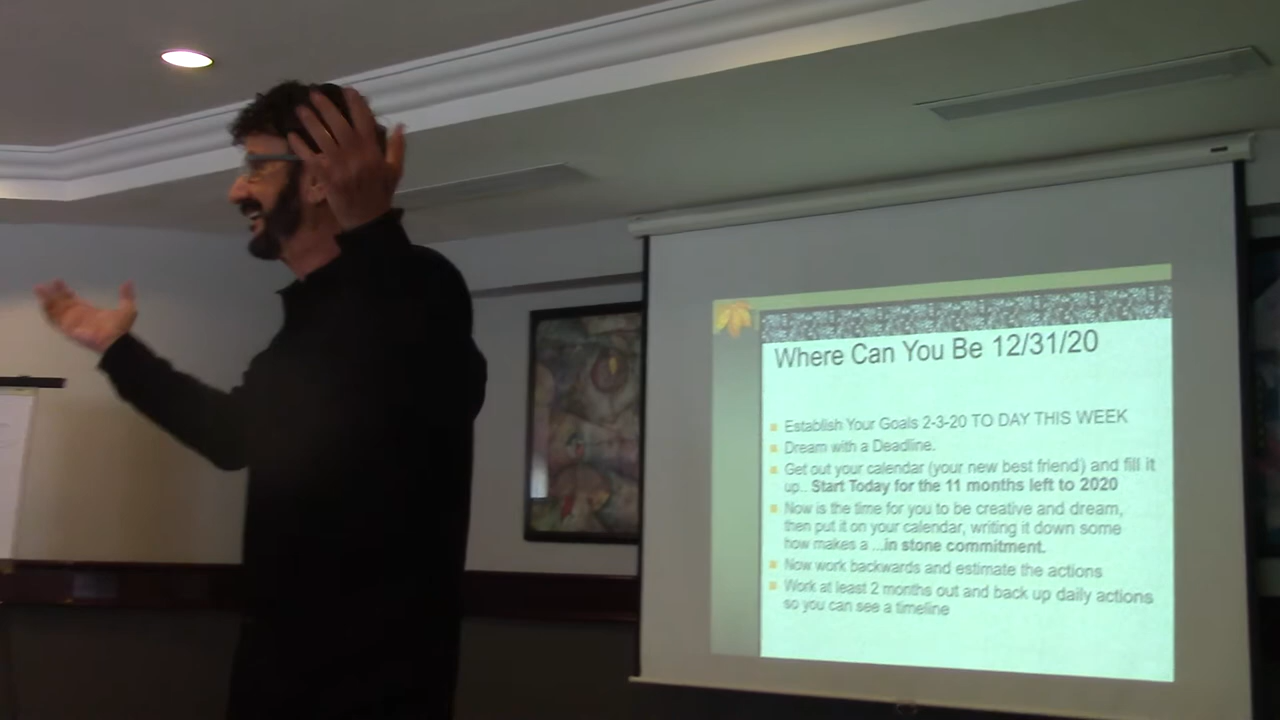 Where Can You Be 12/31/20
Establish Your Goals 2-3-20 TO DAY THIS WEEK
Dream with a Deadline.
Get out your calendar (your new best friend) and fill it
up.. Start Today for the 11 months left to 2020
Now is the time for you to be creative and dream,
then put it on your calendar, writing it down some
how makes a ...in stone commitment.
Now work backwards and estimate the actions
Work at least 2 months out and back up daily actions
so you can see a timeline